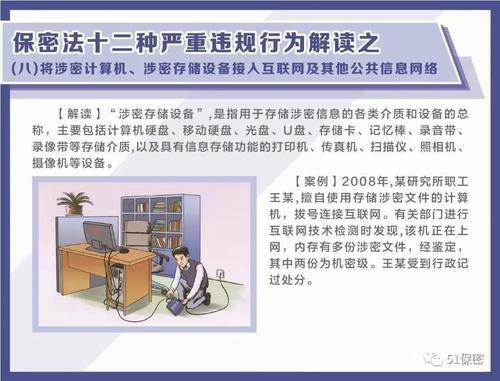 保密法十二种严重违规行为解读之
(八)将涉密计算机、涉密存储设备接入互联网及其他公共信息网络
【解读】“涉密存储设备”,是指用于存储涉密信息的各类介质和设备的总
称，主要包括计算机硬盘、移动硬盘、光盘、U盘、存储卡、记忆棒、录音带、
录像带等存储介质,以及具有信息存储功能的打印机、传真机、扫描仪、照相机、
摄像机等设备。
【案例】2008年,某研究所职工
王某,擅自使用存储涉密文件的计算
机，拨号连接互联网。有关部门进行
互联网技术检测时发现,该机正在上
网，内存有多份涉密文件，经鉴定，
其中两份为机密级。王某受到行政记
过处分。
51保密